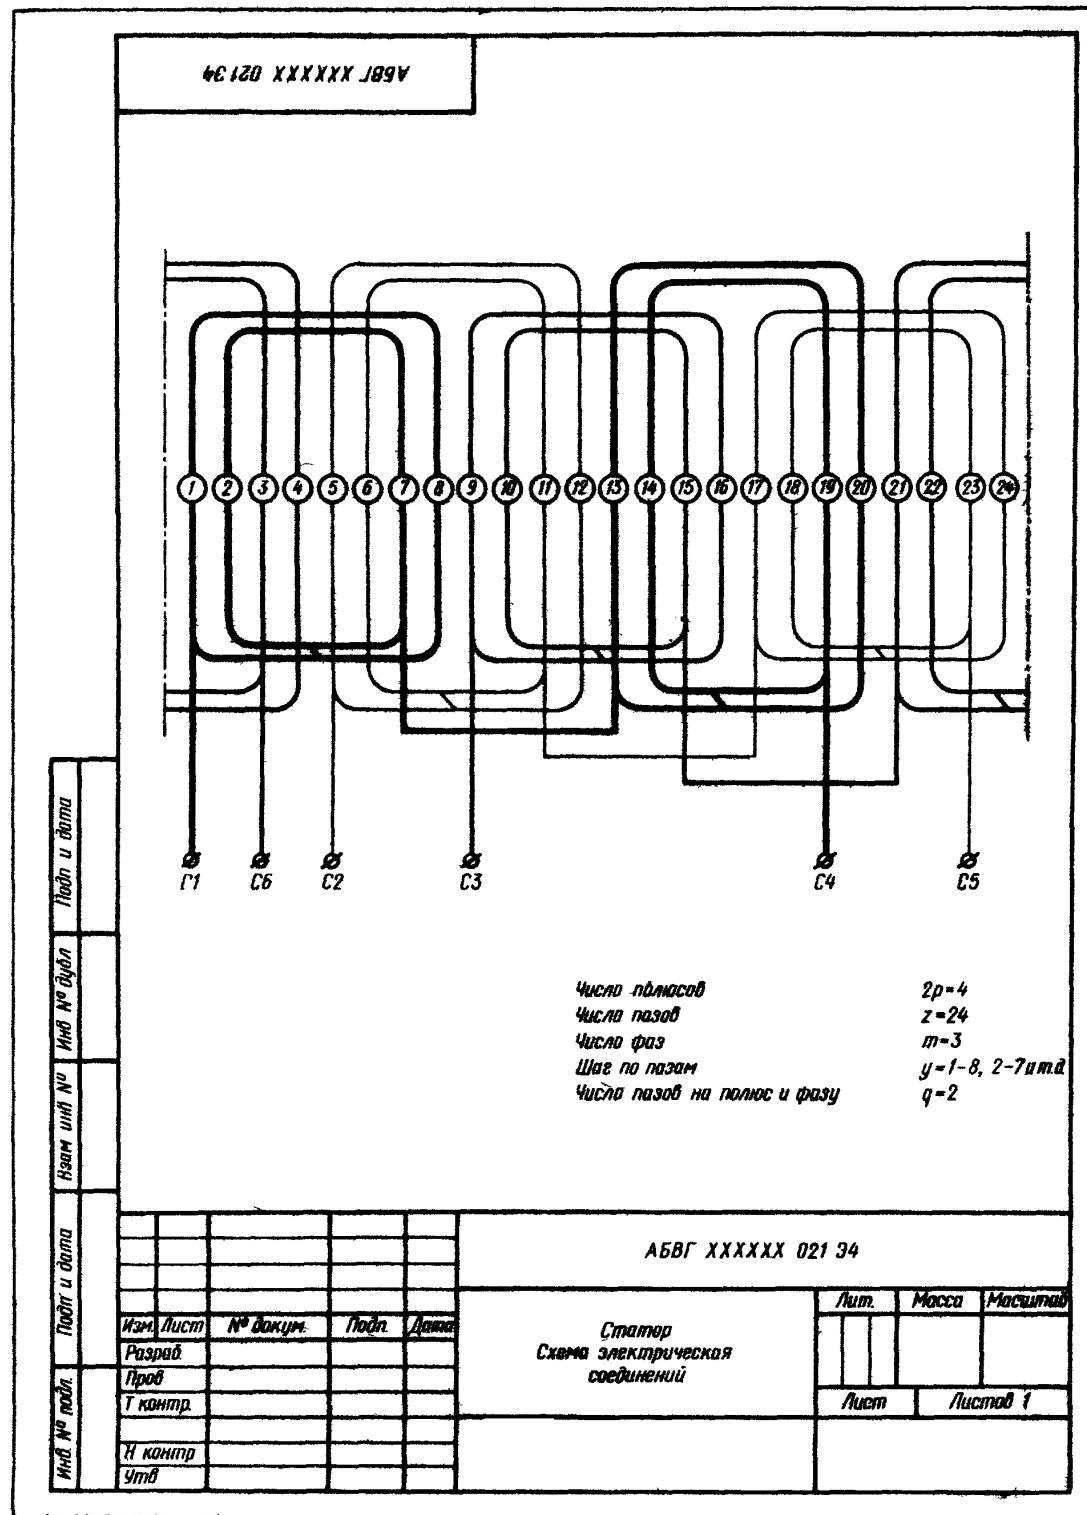 АБВГ XXXXXX 021 Э4
1 2 3 4 5 6 7 8 9 10 11 12 13 14 15 16 17 18 19 20 21 22 23 24
С1 С6 С2 С3 С4 С5
Число полюсов 2p=4
Число пазов z=24
Число фаз m=3
Шаг по пазам y=1-8, 2-7 и т.д
Число пазов на полюс и фазу q=2
Подп и дата
Инв № дубл
Взам инв №
Подп и дата
Инв. № подл.
АБВГ XXXXXX 021 Э4
Изм. Лист № докум. Подп. Дата
Разраб.
Пров
Т контр.
Н контр
Утв
Статор
Схема электрическая
соединений
Лит. Масса Масштаб
Лист Листов 1